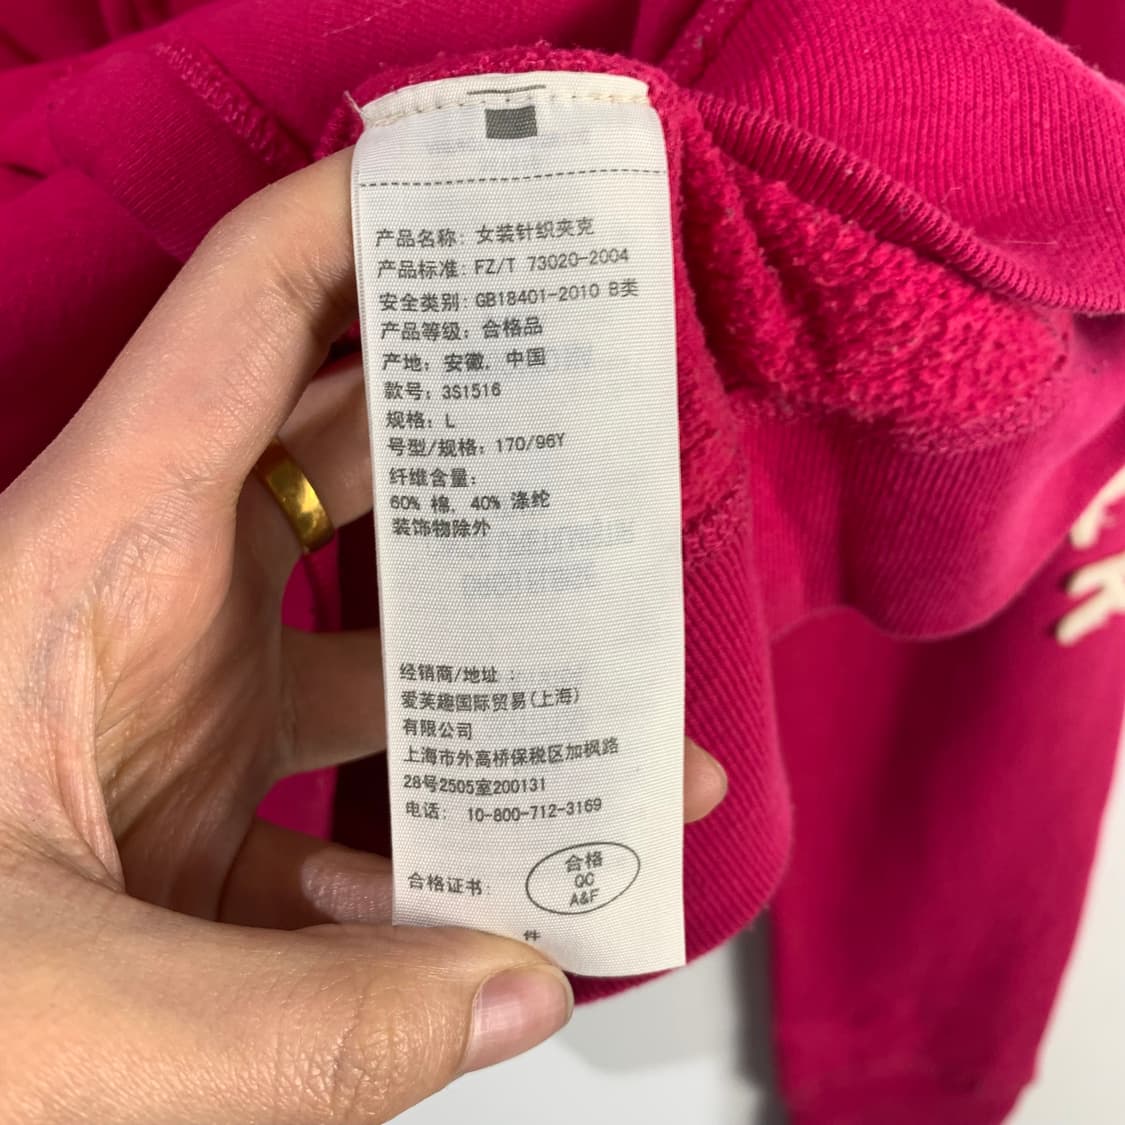 产品名称: 女装针织夹克
产品标准: FZ/T 73020-2004
安全类别: GB18401-2010 B类
产品等级: 合格品
产地: 安徽, 中国
款号: 3S1516
规格: L
号型/规格: 170/96Y
纤维含量:
60% 棉, 40% 涤纶
装饰物除外
经销商/地址 :
爱芙趣国际贸易(上海)
有限公司
上海市外高桥保税区加枫路
28号2505室200131
电话: 10-800-712-3169
合格证书:
合格
QC
A&F
件